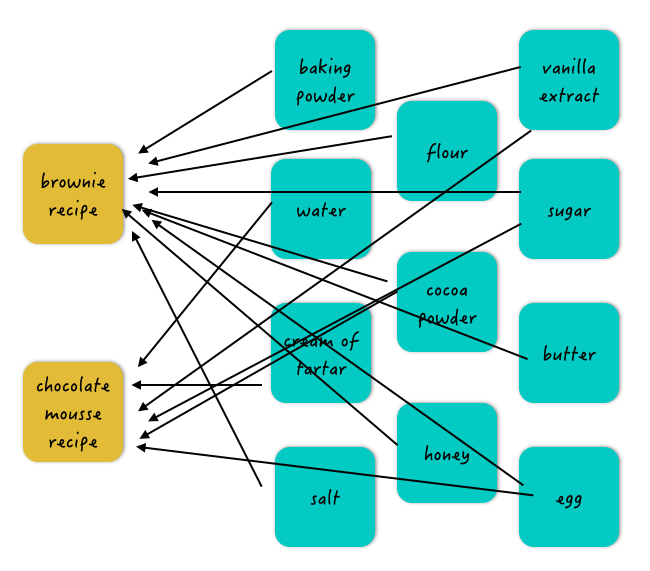 baking
powder
vanilla
extract
flour
brownie
recipe
water
sugar
cocoa
powder
cream of
tartar
butter
chocolate
mousse
recipe
honey
salt
egg